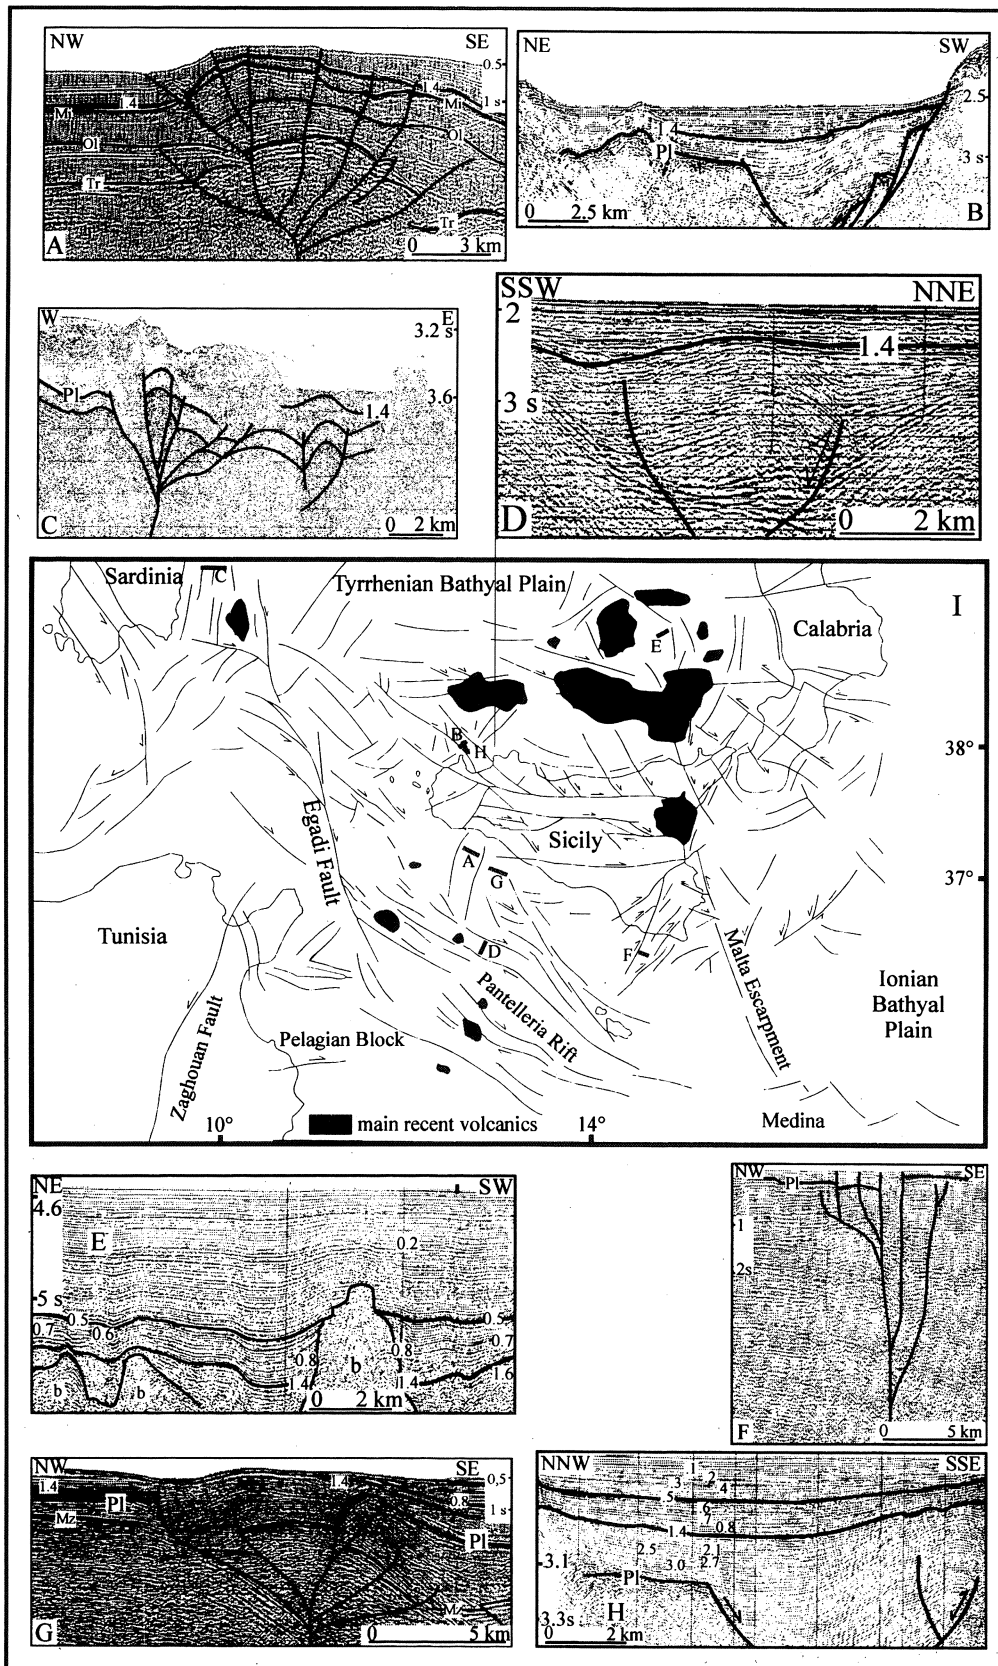 NW SE
0.5
1.4 1.4
Mi Mi 1 s
Ol Ol
Tr
Tr
A 0 3 km
NE SW
2.5
1.4
Pl
3 s
0 2.5 km B
W E
3.2 s
Pl
3.6
1.4
C 0 2 km
SSW NNE
2
1.4
3 s
D 0 2 km
Sardinia C Tyrrhenian Bathyal Plain I
Calabria
E
B
H
38°
Egadi Fault
Sicily
A
G
37°
Tunisia
D
F
Malta Escarpment
Ionian
Bathyal
Plain
Pantelleria Rift
Pelagian Block
Zaghouan Fault
main recent volcanics
Medina
10° 14°
NE SW
4.6
E
0.2
5 s
0.5 0.5
0.7 0.6 0.7
0.8 0.8
b b b
1.4 1.4 1.6
0 2 km
NW SE
Pl
1
2s
F 0 5 km
NW SE
1.4 1.4 0,5
Pl 0.8
Mz 1 s
Pl
Mz
G 0 5 km
NNW SSE
.1
.2
.3 .4
.5
.6
.7
1.4 0.8
2.5 2.1
3.0 2.7
3.1
Pl
3.3s H
0 2 km